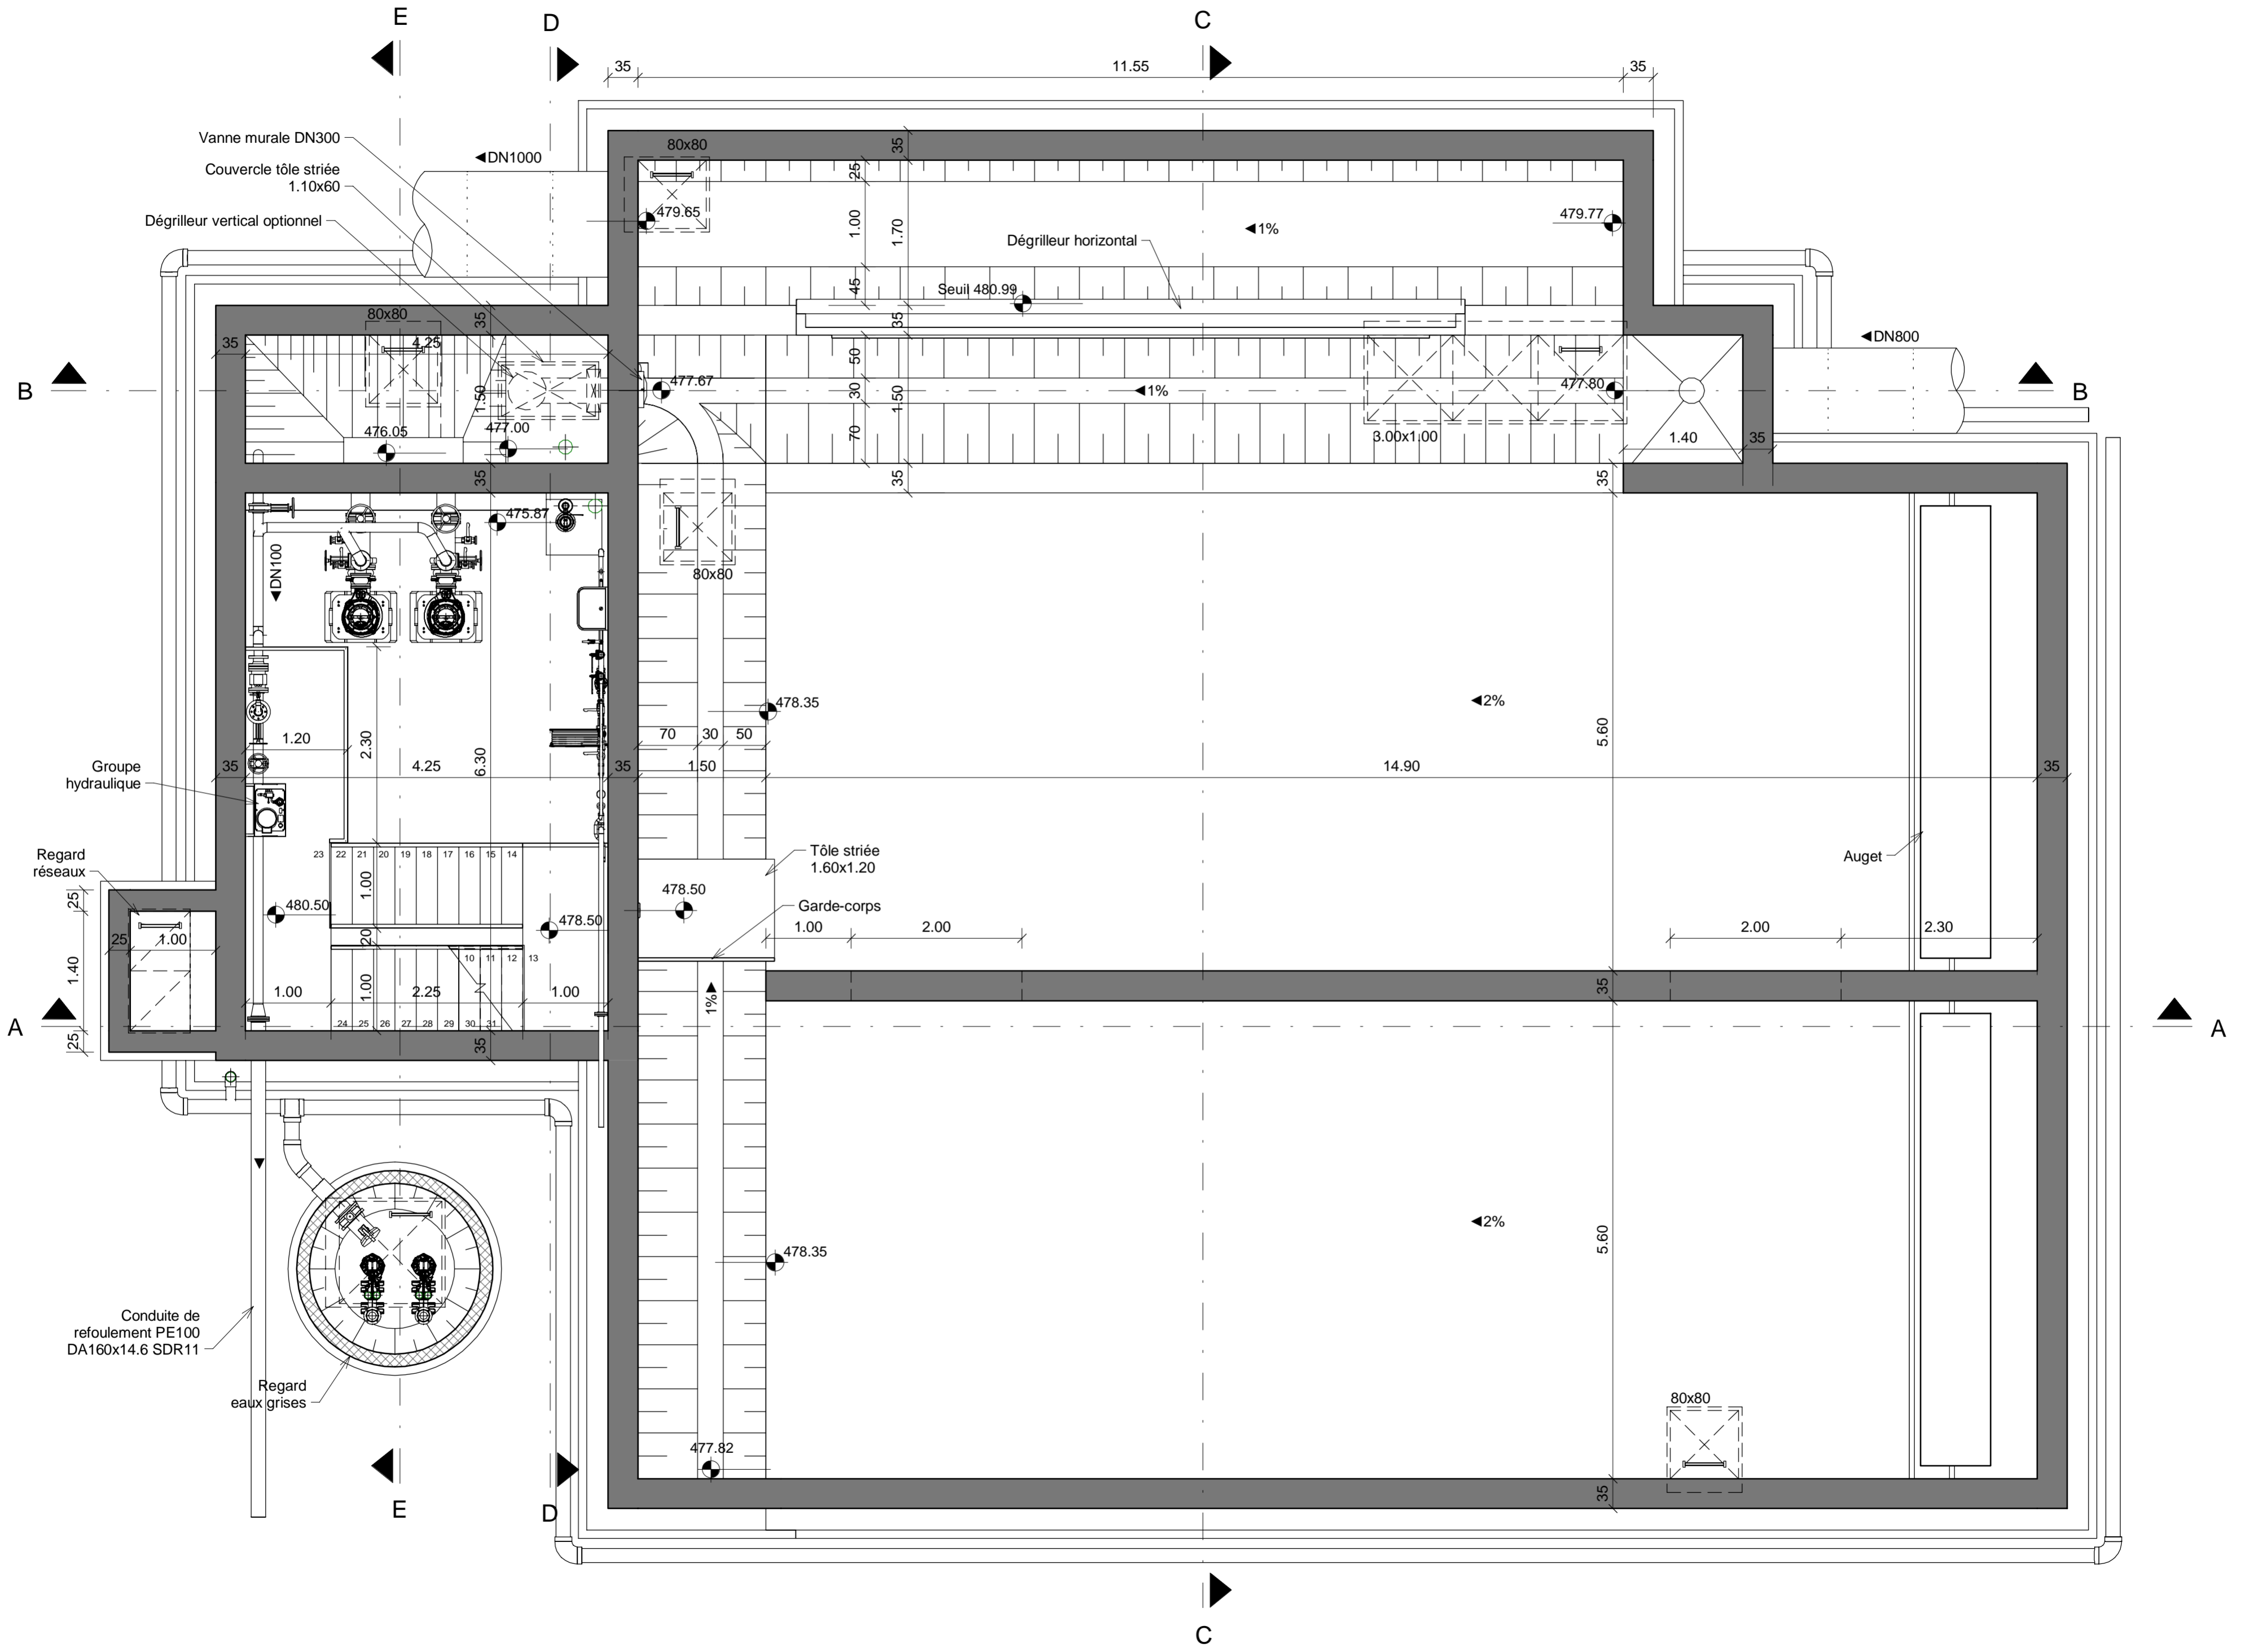 E
D
C
35
11.55
35
Vanne murale DN300
Couvercle tôle striée
1.10x60
Dégrilleur vertical optionnel
◄DN1000
80x80
35
25
479.65
1.00
1.70
◄1%
479.77
Dégrilleur horizontal
45
Seuil 480.99
80x80
35
35
35
4.25
50
◄DN800
B
1.50
477.67
30
1.50
◄1%
477.80
B
476.05
477.00
70
3.00x1.00
1.40
35
35
35
35
475.87
◄DN100
80x80
478.35
◄2%
70
30
50
1.20
2.30
6.30
5.60
Groupe
hydraulique
35
4.25
35
1.50
14.90
35
Regard
réseaux
23
22
21
20
19
18
17
16
15
14
Tôle striée
1.60x1.20
Auget
25
1.00
480.50
478.50
478.50
Garde-corps
25
1.00
20
1.00
2.00
2.00
2.30
1.40
10
11
12
13
1.00
1.00
2.25
1.00
1%►
35
A
24
25
26
27
28
29
30
31
A
25
35
◄2%
5.60
478.35
Conduite de
refoulement PE100
DA160x14.6 SDR11
Regard
eaux grises
80x80
477.82
35
E
D
C